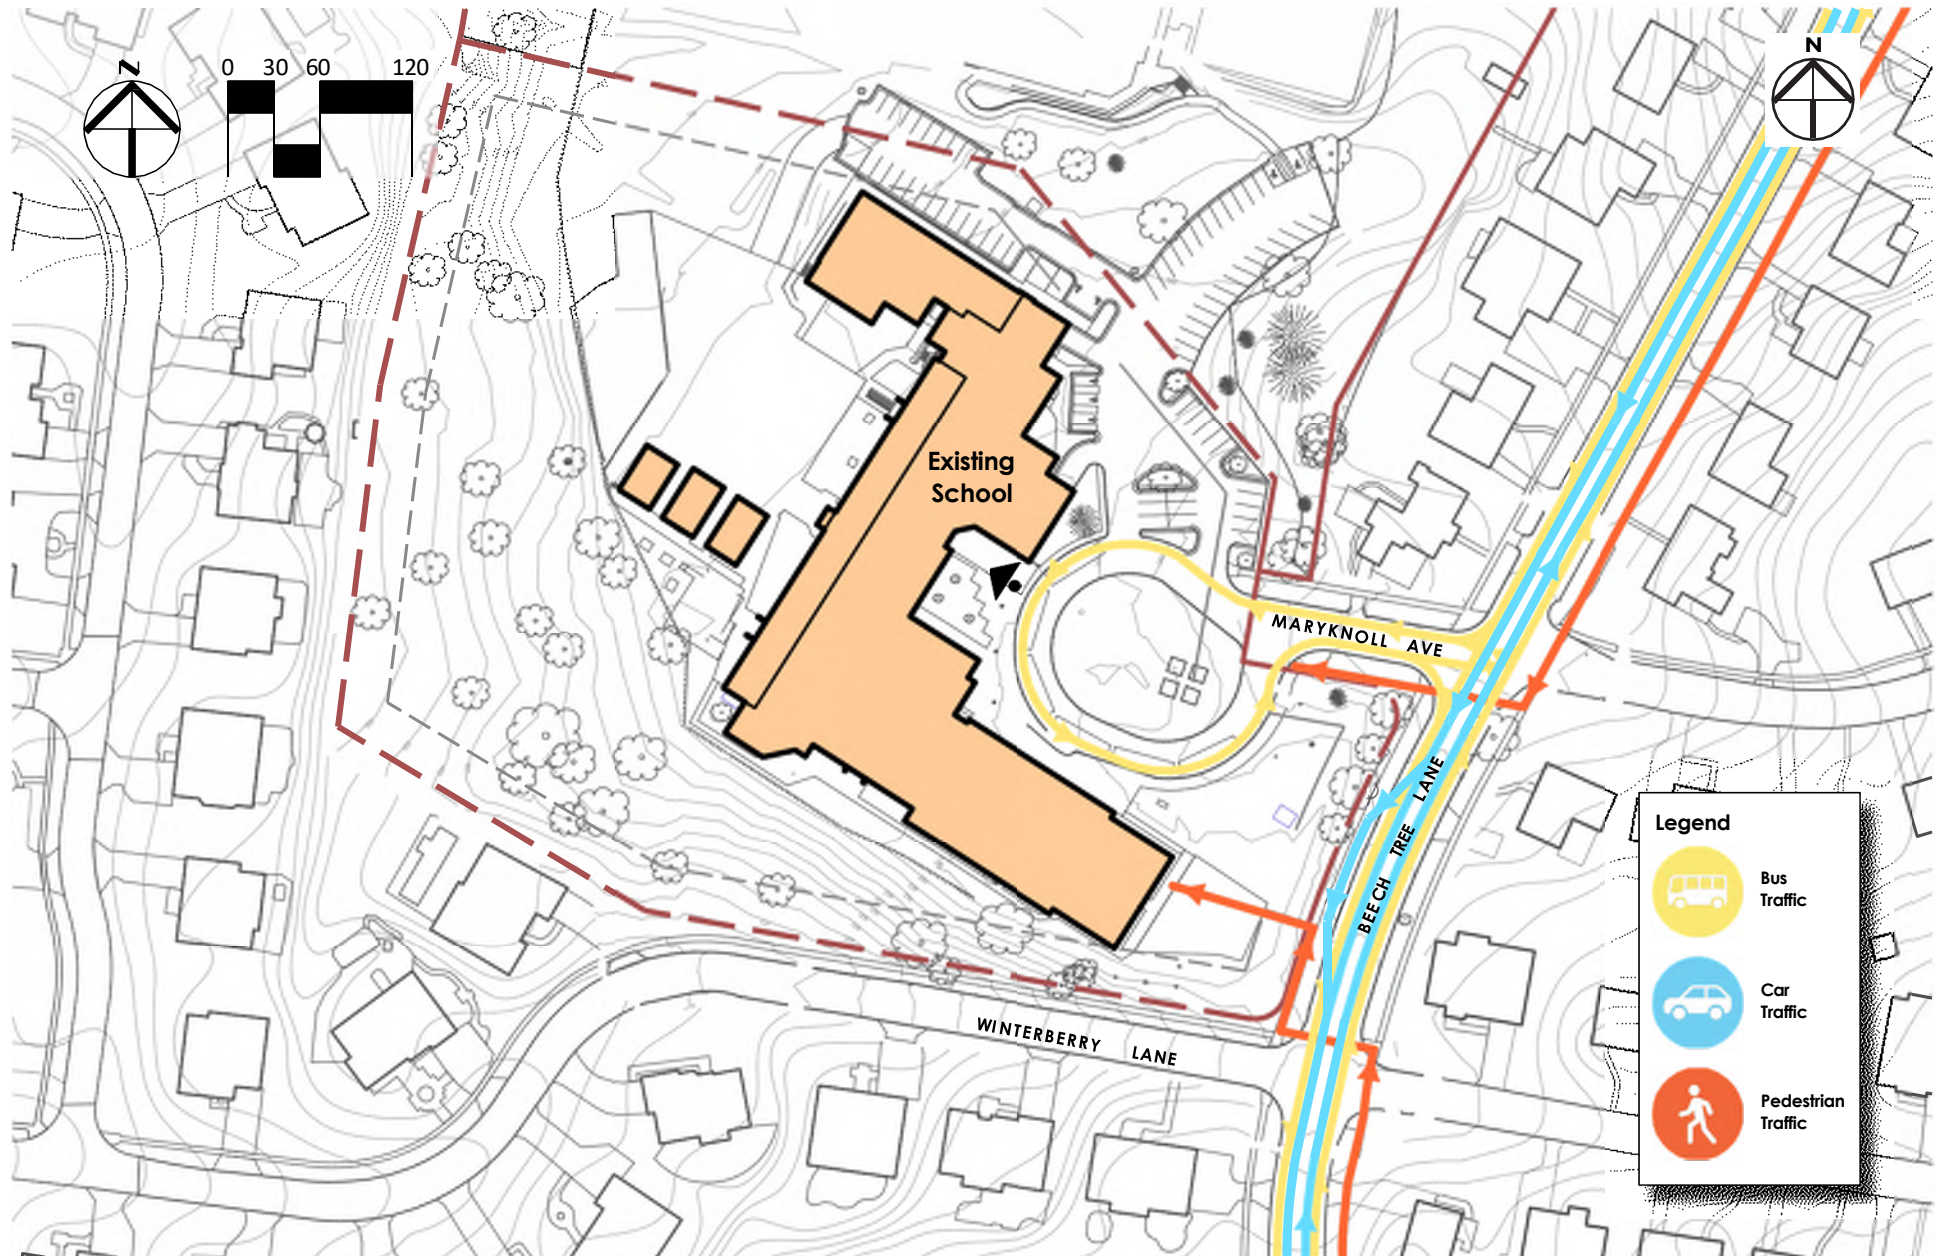 N
0 30 60 120
N
Existing
School
MARYKNOLL AVE
BEECH TREE LANE
WINTERBERRY LANE
Legend
Bus
Traffic
Car
Traffic
Pedestrian
Traffic